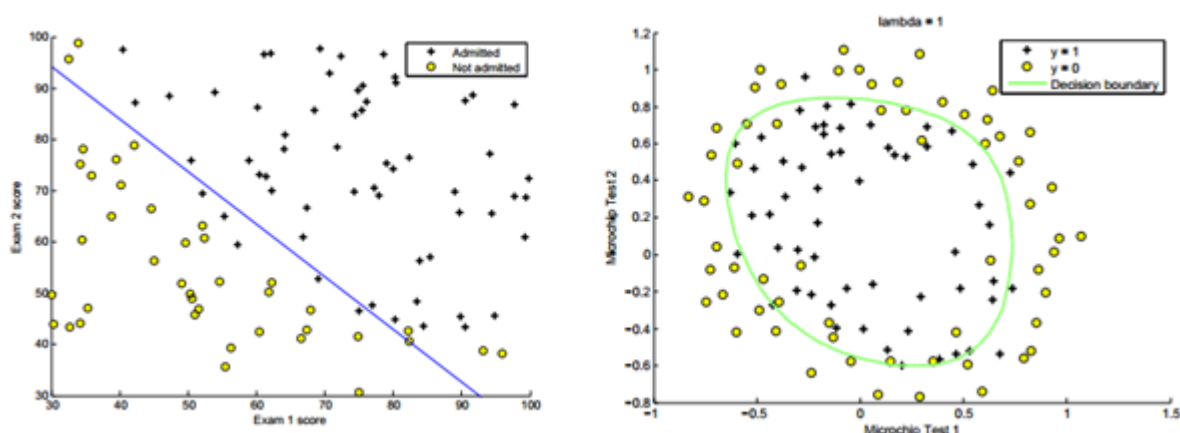 100
90
80
70
60
50
40
30
30 40 50 60 70 80 90 100
Exam 2 score
Exam 1 score
Admitted
Not admitted
lambda = 1
1.2
1
0.8
0.6
0.4
0.2
0
−0.2
−0.4
−0.6
−0.8
−1 −0.5 0 0.5 1 1.5
Microchip Test 2
Microchip Test 1
y = 1
y = 0
Decision boundary